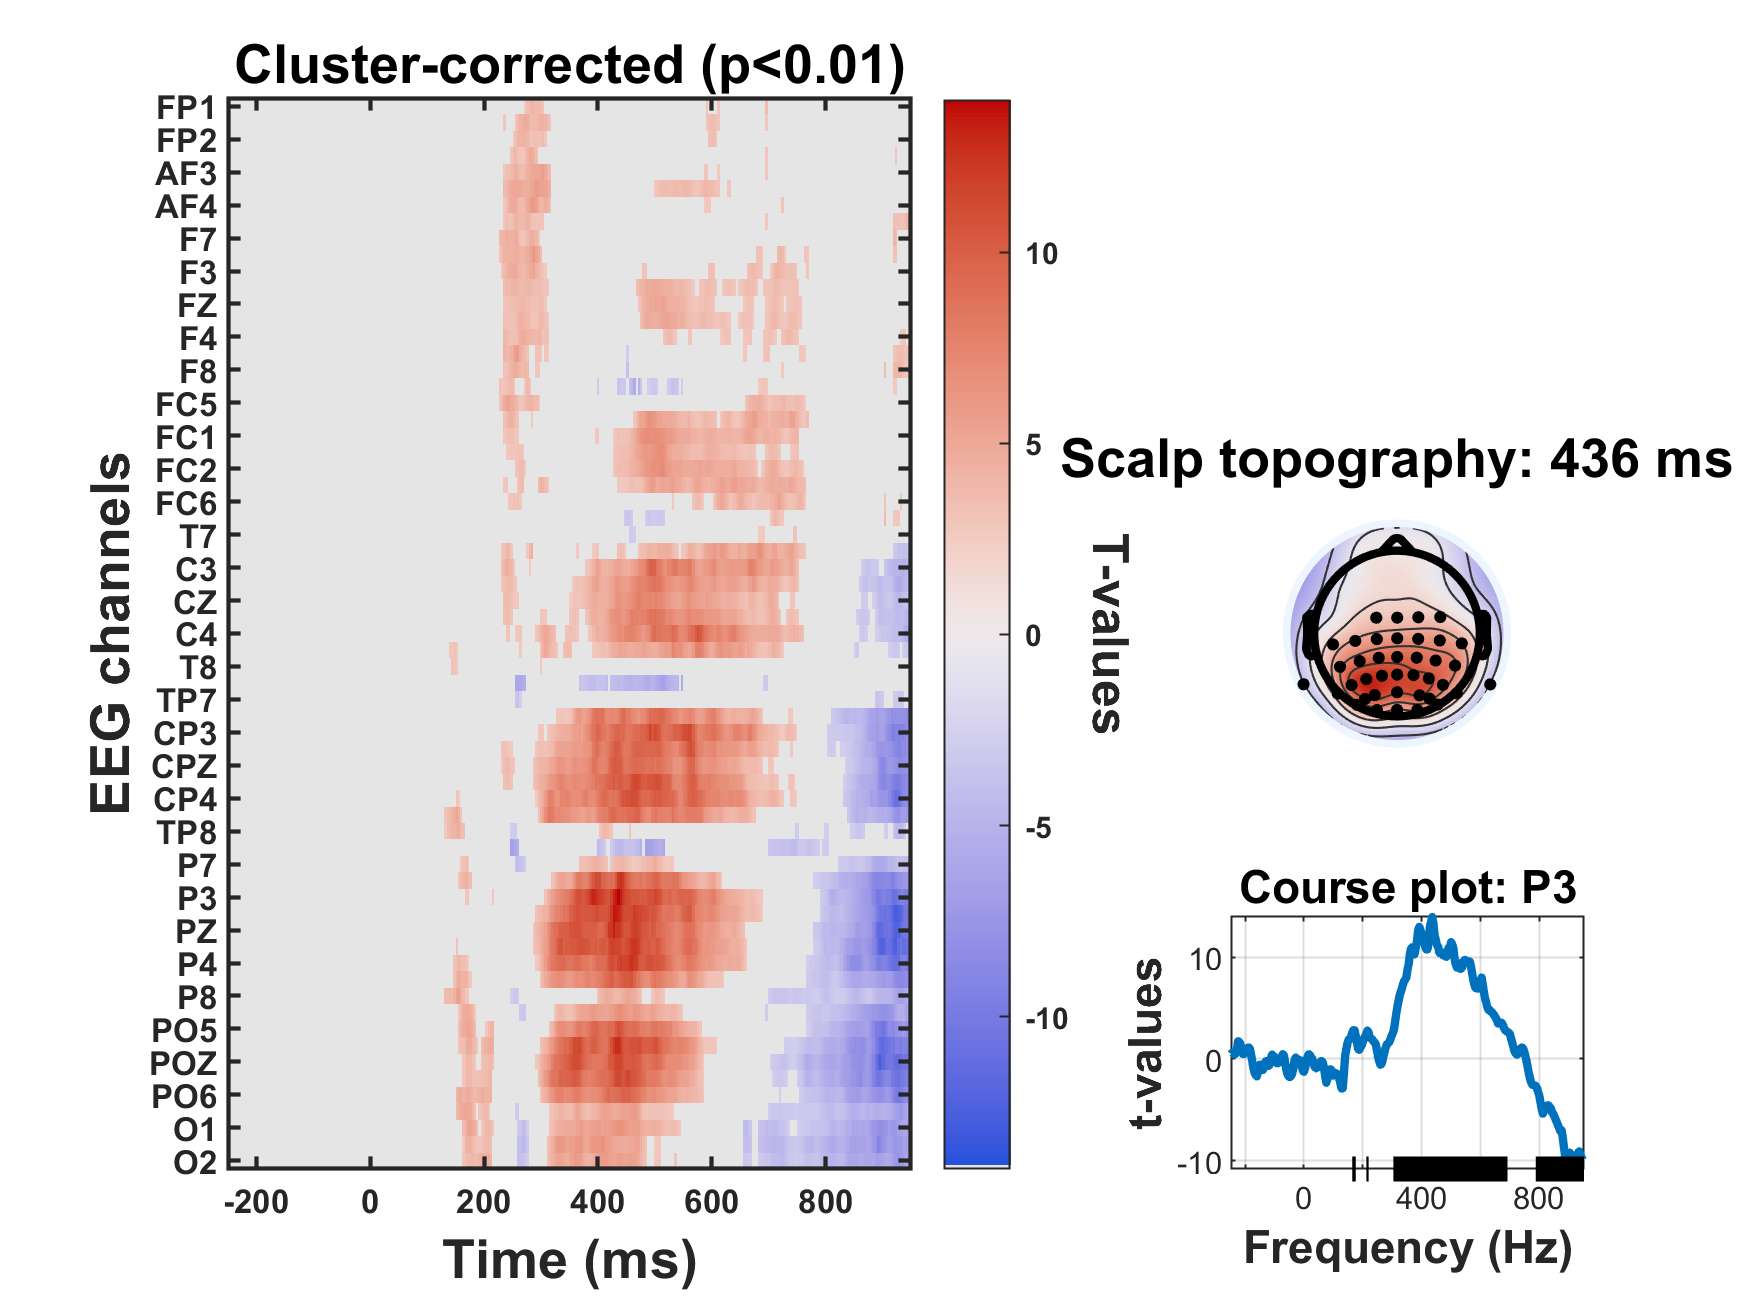 Cluster-corrected (p<0.01)
EEG channels
FP1
FP2
AF3
AF4
F7
F3
FZ
F4
F8
FC5
FC1
FC2
FC6
T7
C3
CZ
C4
T8
TP7
CP3
CPZ
CP4
TP8
P7
P3
PZ
P4
P8
PO5
POZ
PO6
O1
O2
-200 0 200 400 600 800
Time (ms)
10
5
0
-5
-10
T-values
Scalp topography: 436 ms
Course plot: P3
t-values
10
0
-10
0 400 800
Frequency (Hz)